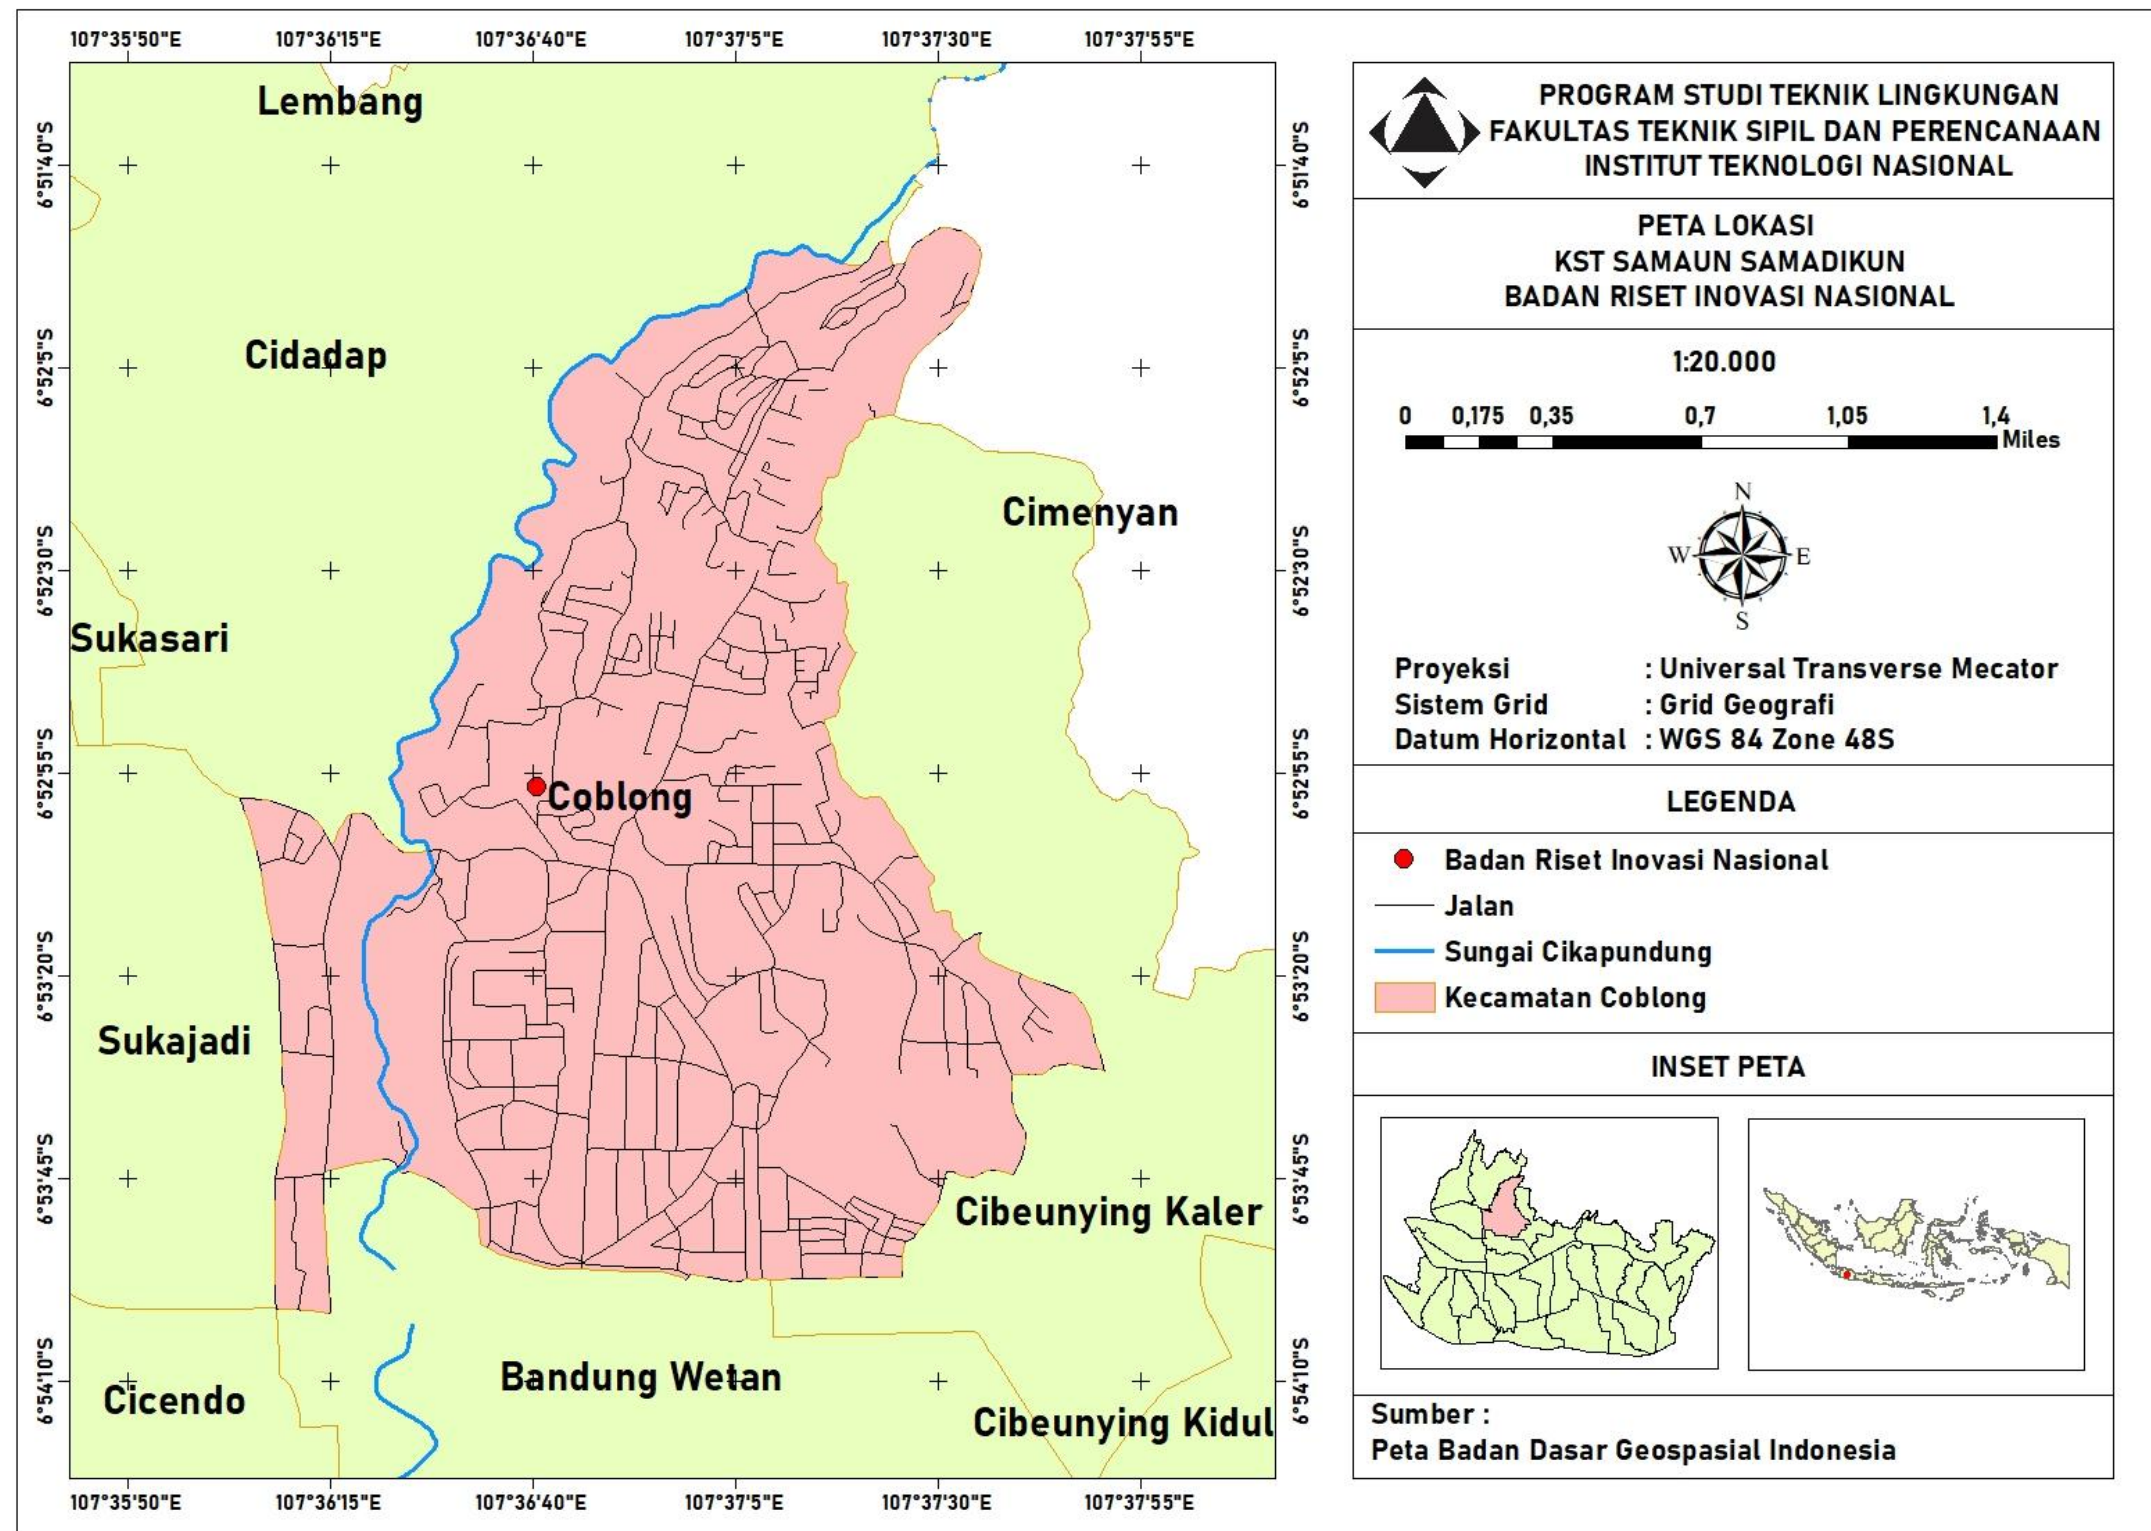 107°35'50"E 107°36'15"E 107°36'40"E 107°37'5"E 107°37'30"E 107°37'55"E
6°51'40"S 6°51'40"S
6°52'5"S 6°52'5"S
6°52'30"S 6°52'30"S
6°52'55"S 6°52'55"S
6°53'20"S 6°53'20"S
6°53'45"S 6°53'45"S
6°54'10"S 6°54'10"S
Lembang
Cidadap
Cimenyan
Sukasari
Coblong
Sukajadi
Cibeunying Kaler
Bandung Wetan
Cicendo
Cibeunying Kidul
107°35'50"E 107°36'15"E 107°36'40"E 107°37'5"E 107°37'30"E 107°37'55"E
PROGRAM STUDI TEKNIK LINGKUNGAN
FAKULTAS TEKNIK SIPIL DAN PERENCANAAN
INSTITUT TEKNOLOGI NASIONAL
PETA LOKASI
KST SAMAUN SAMADIKUN
BADAN RISET INOVASI NASIONAL
1:20.000
0 0,175 0,35 0,7 1,05 1,4
Miles
N
W E
S
Proyeksi : Universal Transverse Mecator
Sistem Grid : Grid Geografi
Datum Horizontal : WGS 84 Zone 48S
LEGENDA
Badan Riset Inovasi Nasional
Jalan
Sungai Cikapundung
Kecamatan Coblong
INSET PETA
Sumber :
Peta Badan Dasar Geospasial Indonesia